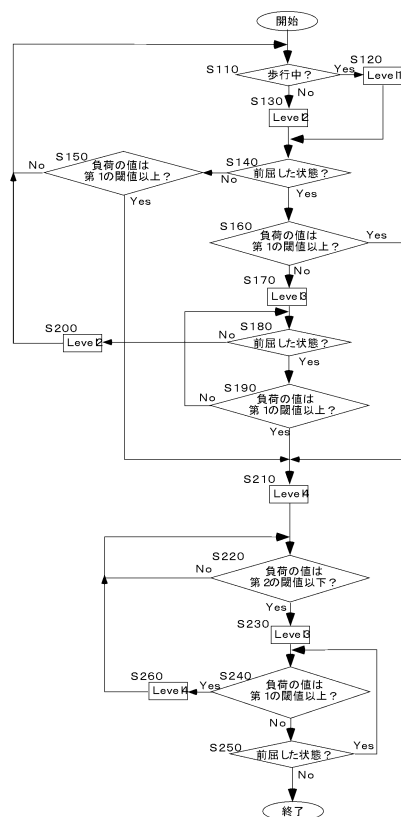 開始
S110
歩行中？
Yes
S120
Level1
No
S130
Level2
S150
負荷の値は
第1の閾値以上？
No
Yes
S140
前屈した状態？
No
Yes
S160
負荷の値は
第1の閾値以上？
Yes
No
S170
Level3
S180
前屈した状態？
No
Yes
S200
Level2
S190
負荷の値は
第1の閾値以上？
No
Yes
S210
Level4
S220
負荷の値は
第2の閾値以下？
No
Yes
S230
Level3
S240
負荷の値は
第1の閾値以上？
Yes
S260
Level4
No
S250
前屈した状態？
Yes
No
終了